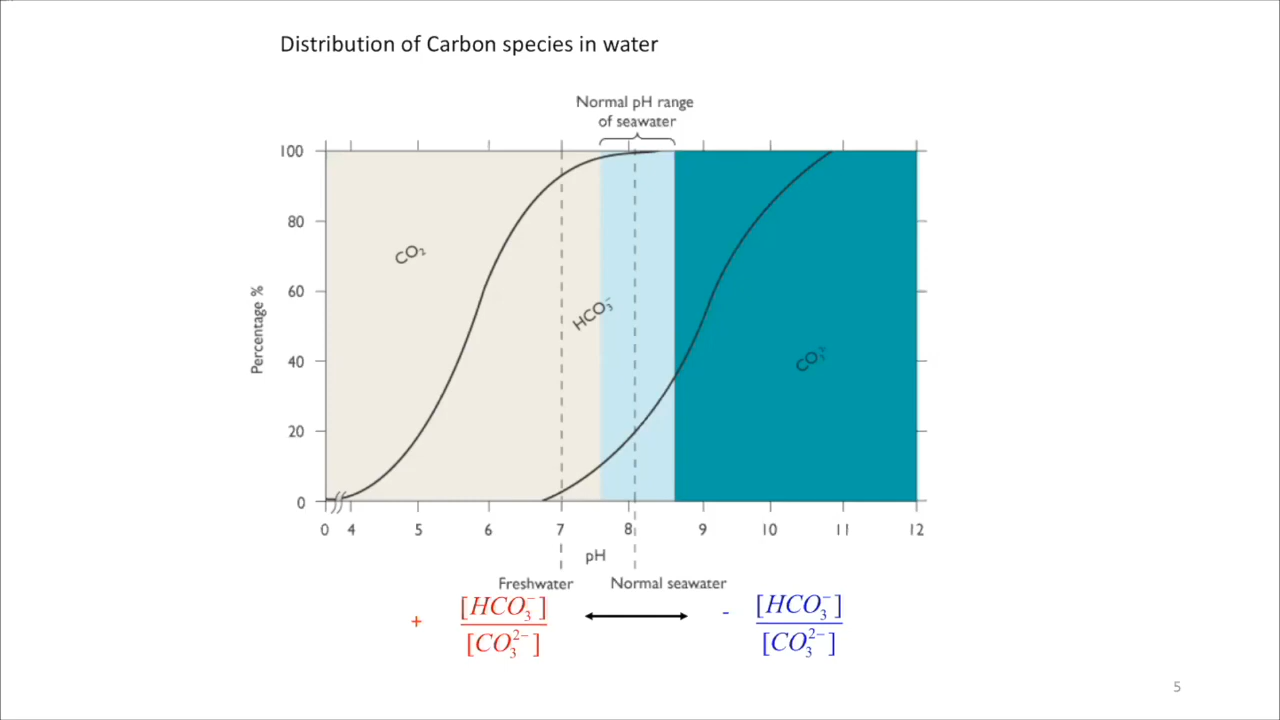 Distribution of Carbon species in water
Normal pH range
of seawater
100
80
60
40
20
0
Percentage %
CO₂
HCO₃⁻
CO₃²⁻
0 4 5 6 7 8 9 10 11 12
pH
Freshwater Normal seawater
+ [HCO₃⁻] / [CO₃²⁻] - [HCO₃⁻] / [CO₃²⁻]
5